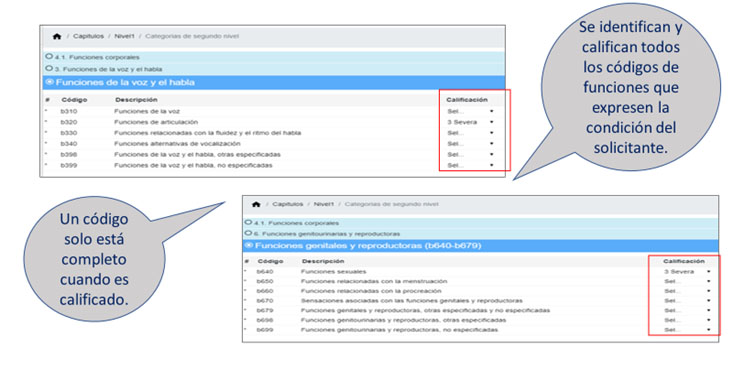 / Capítulos / Nivel1 / Categorías de segundo nivel
4.1. Funciones corporales
3. Funciones de la voz y el habla
Funciones de la voz y el habla
# Código Descripción Calificación
* b310 Funciones de la voz Sel...
* b320 Funciones de articulación 3 Severa
* b330 Funciones relacionadas con la fluidez y el ritmo del habla Sel...
* b340 Funciones alternativas de vocalización Sel...
* b398 Funciones de la voz y el habla, otras especificadas Sel...
* b399 Funciones de la voz y el habla, no especificadas Sel...
Se identifican y
califican todos
los códigos de
funciones que
expresen la
condición del
solicitante.
Un código
solo está
completo
cuando es
calificado.
/ Capítulos / Nivel1 / Categorías de segundo nivel
4.1. Funciones corporales
6. Funciones genitourinarias y reproductoras
Funciones genitales y reproductoras (b640-b679)
# Código Descripción Calificación
* b640 Funciones sexuales 3 Severa
* b650 Funciones relacionadas con la menstruación Sel...
* b660 Funciones relacionadas con la procreación Sel...
* b670 Sensaciones asociadas con las funciones genitales y reproductoras Sel...
* b679 Funciones genitales y reproductoras, otras especificadas y no especificadas Sel...
* b698 Funciones genitourinarias y reproductoras, otras especificadas Sel...
* b699 Funciones genitourinarias y reproductoras, no especificadas Sel...